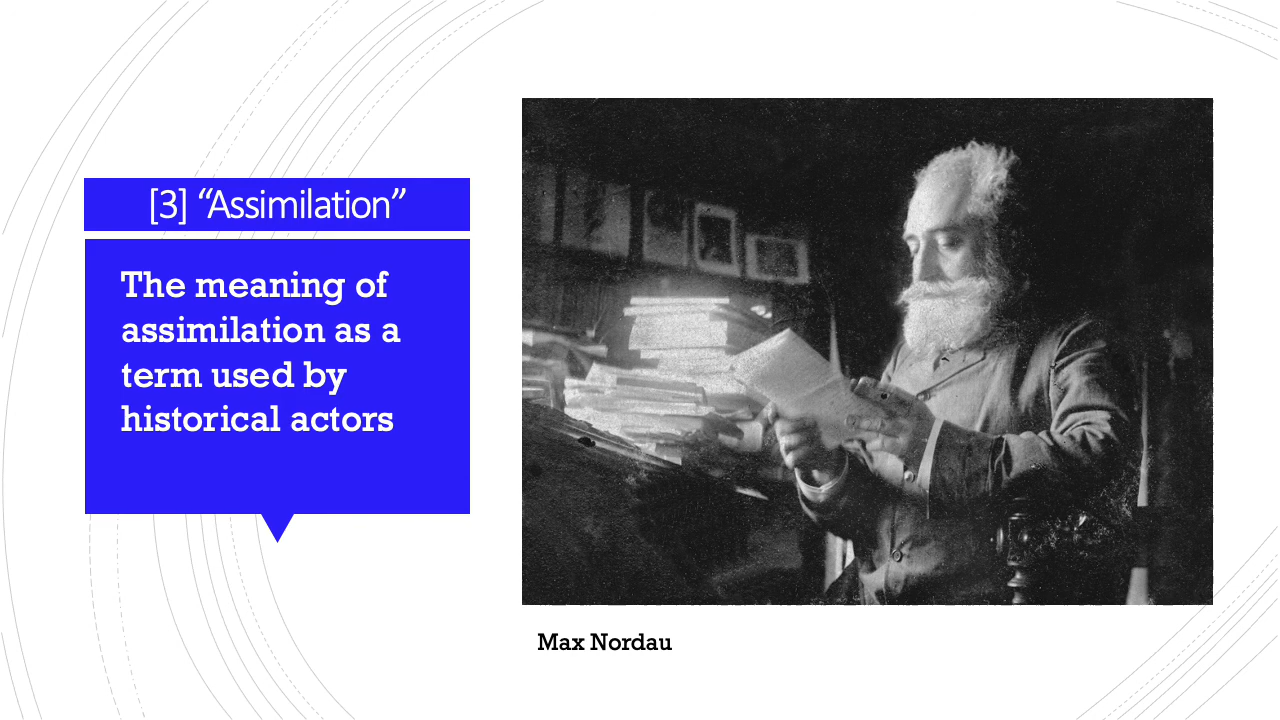 [3] “Assimilation”
The meaning of
assimilation as a
term used by
historical actors
Max Nordau